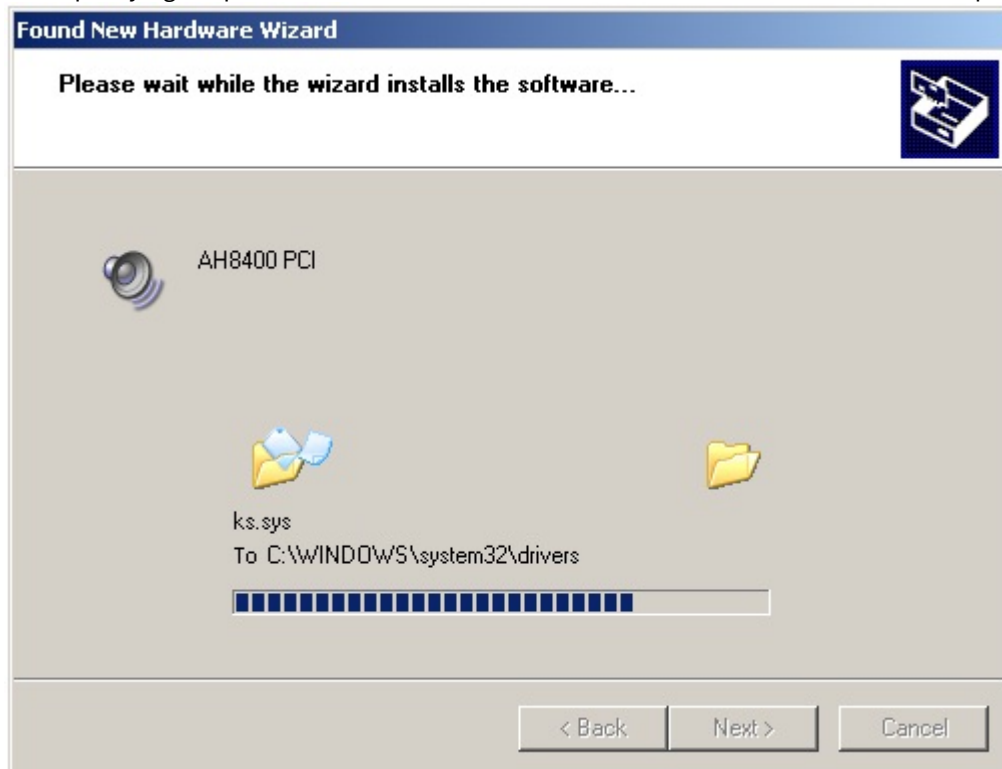 Found New Hardware Wizard
Please wait while the wizard installs the software...
AH8400 PCI
ks.sys
To C:\WINDOWS\system32\drivers
< Back
Next >
Cancel